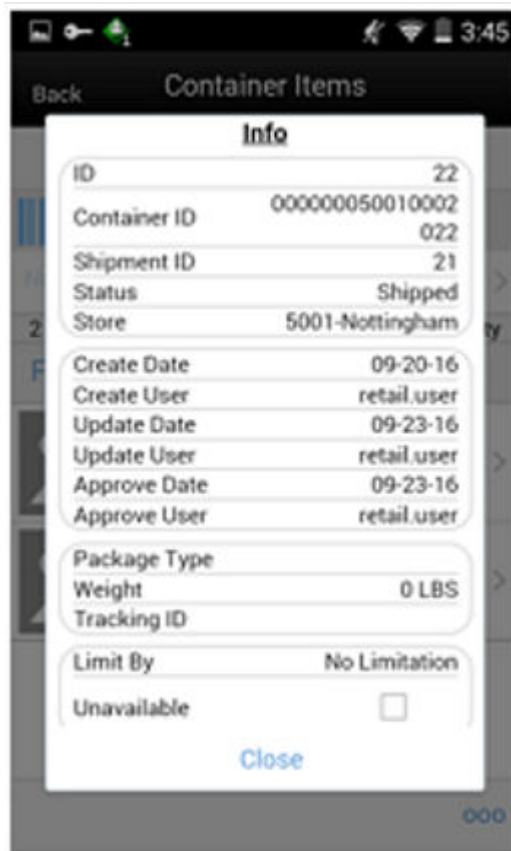 3:45
Back Container Items
Info
ID 22
Container ID 000000050010002
022
Shipment ID 21
Status Shipped
Store 5001-Nottingham
Create Date 09-20-16
Create User retail.user
Update Date 09-23-16
Update User retail.user
Approve Date 09-23-16
Approve User retail.user
Package Type
Weight 0 LBS
Tracking ID
Limit By No Limitation
Unavailable
Close